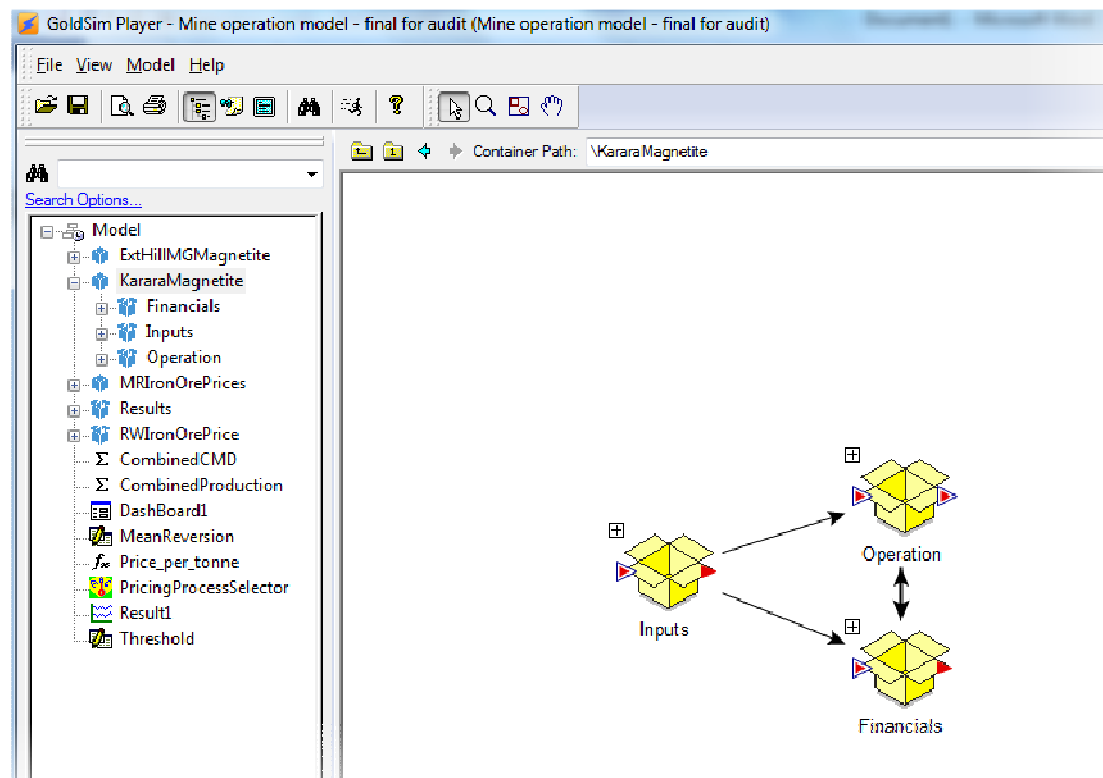 GoldSim Player - Mine operation model - final for audit (Mine operation model - final for audit)
File View Model Help
Container Path: \KararaMagnetite
Search Options...
Model
ExtHillMGMagnetite
KararaMagnetite
Financials
Inputs
Operation
MRIronOrePrices
Results
RWIronOrePrice
Σ CombinedCMD
Σ CombinedProduction
DashBoard1
MeanReversion
fx Price_per_tonne
PricingProcessSelector
Result1
Threshold
Operation
Inputs
Financials